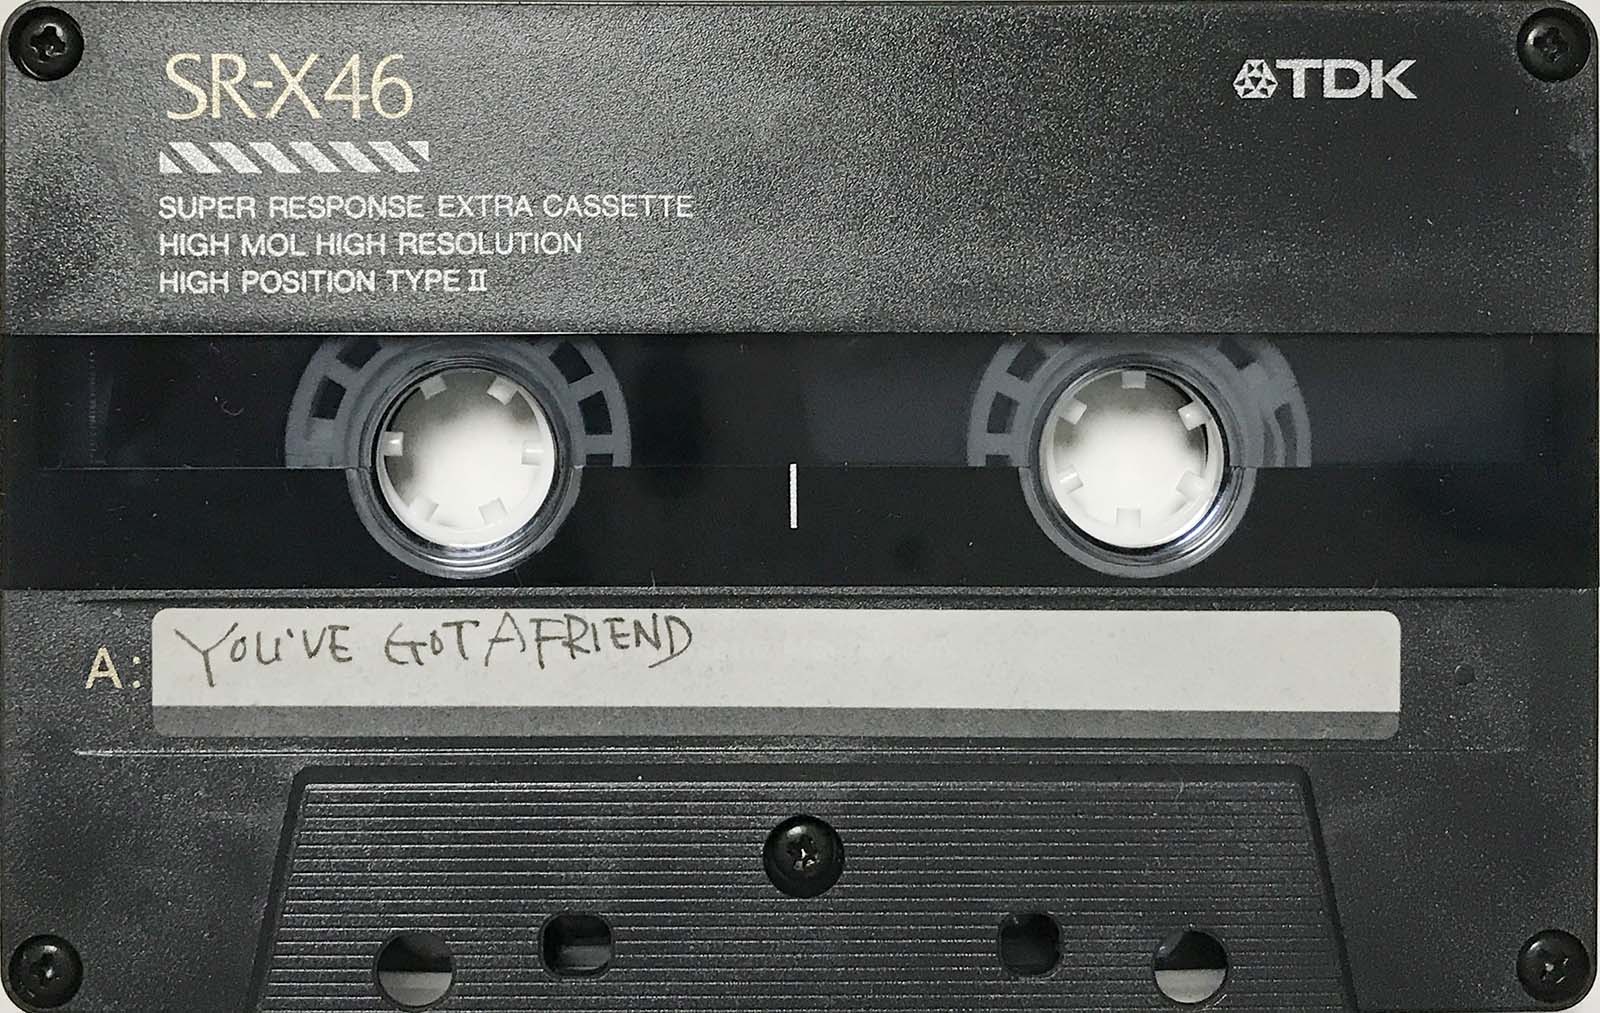 SR-X46
TDK
SUPER RESPONSE EXTRA CASSETTE
HIGH MOL HIGH RESOLUTION
HIGH POSITION TYPE II
A: YOU'VE GOT A FRIEND